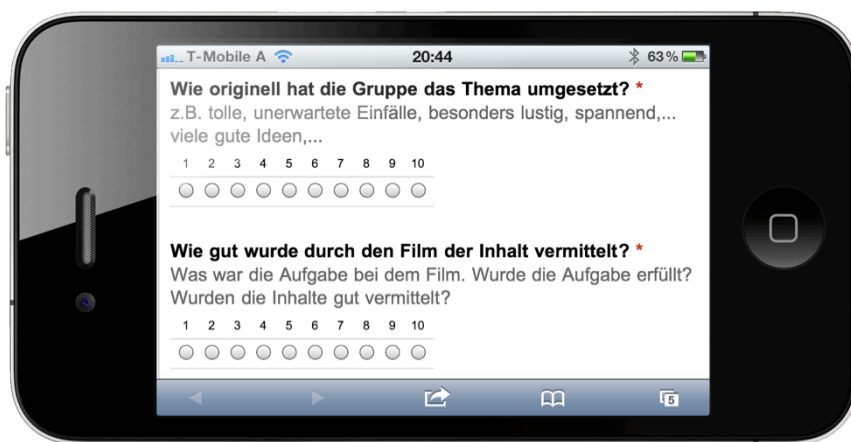 T-Mobile A 20:44 63 %
Wie originell hat die Gruppe das Thema umgesetzt? *
z.B. tolle, unerwartete Einfälle, besonders lustig, spannend,...
viele gute Ideen,...
1 2 3 4 5 6 7 8 9 10
Wie gut wurde durch den Film der Inhalt vermittelt? *
Was war die Aufgabe bei dem Film. Wurde die Aufgabe erfüllt?
Wurden die Inhalte gut vermittelt?
1 2 3 4 5 6 7 8 9 10
5